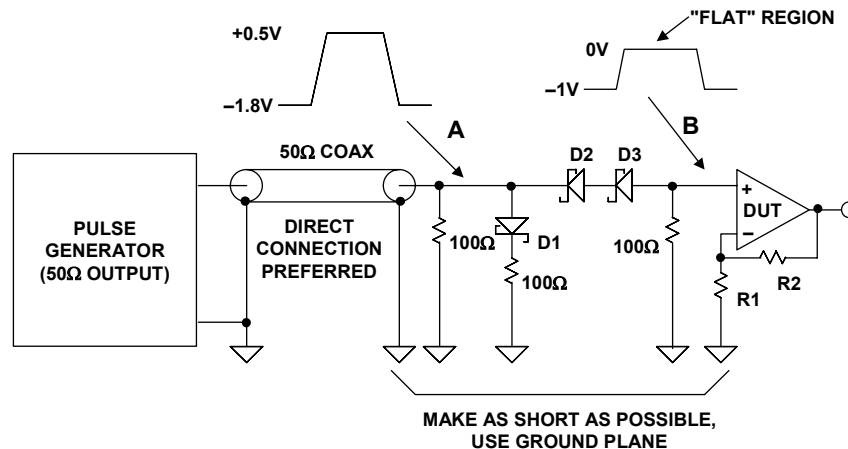 "FLAT" REGION
+0.5V
–1.8V
0V
–1V
A
B
50Ω COAX
D2
D3
PULSE
GENERATOR
(50Ω OUTPUT)
DIRECT
CONNECTION
PREFERRED
100Ω
D1
100Ω
100Ω
+
–
DUT
R2
R1
MAKE AS SHORT AS POSSIBLE,
USE GROUND PLANE